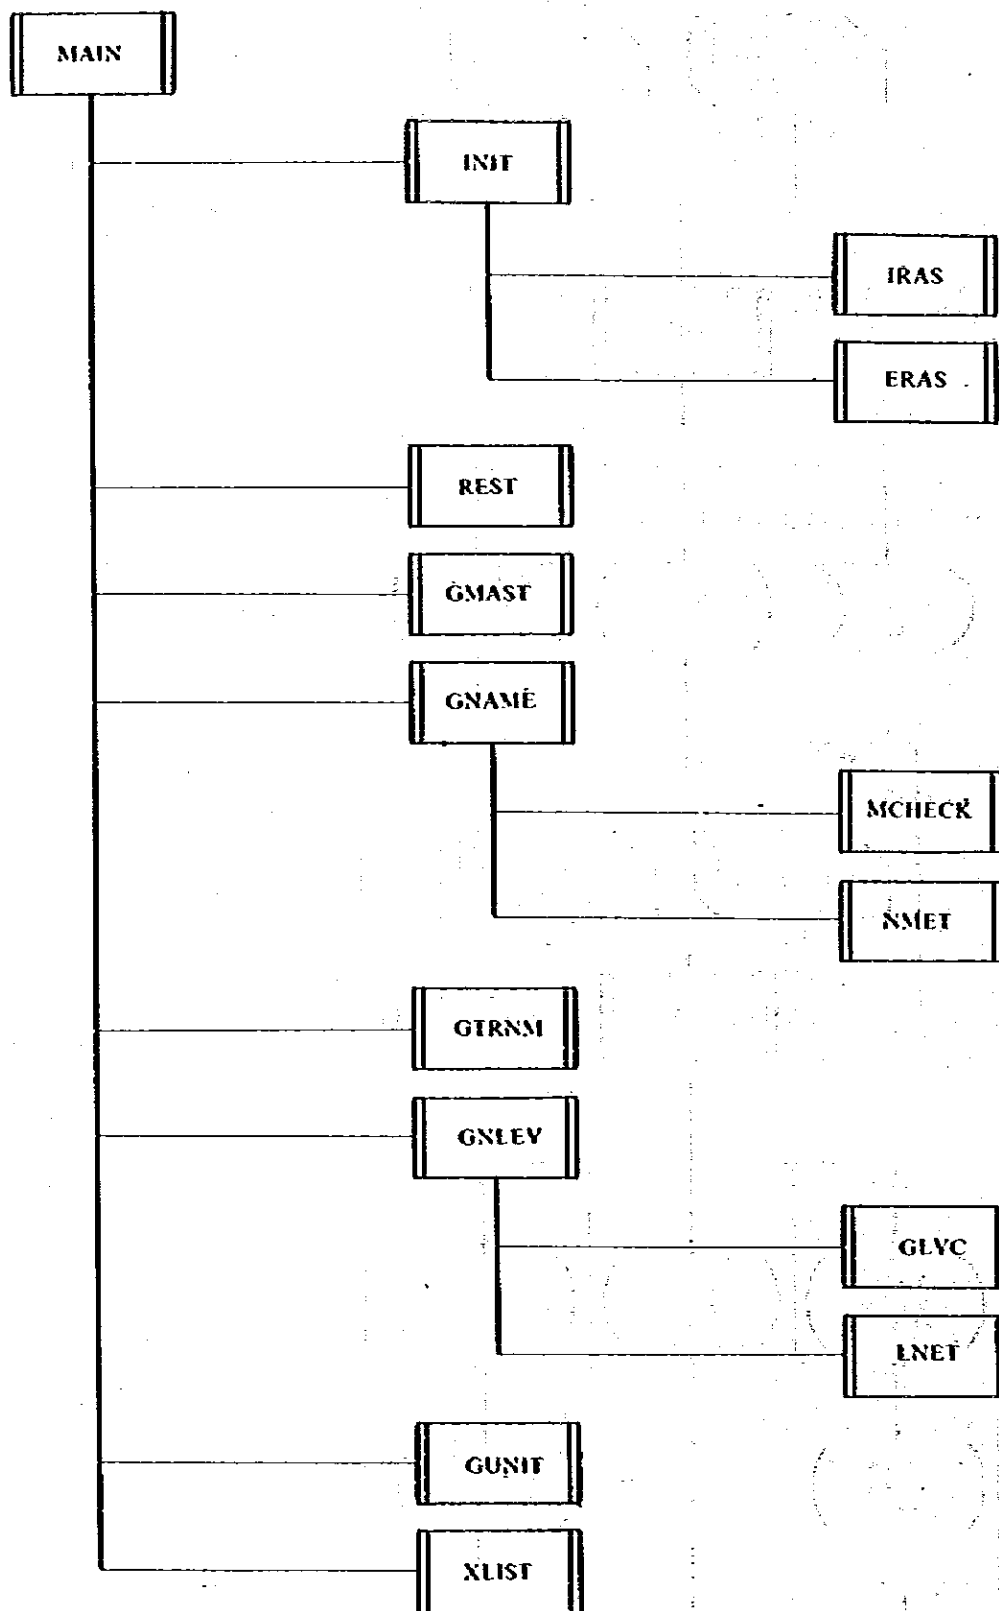 MAIN
INIT
IRAS
ERAS
REST
GMAST
GNAME
MCHECK
NMET
GTRNM
GNLEV
GLVC
LNET
GUNIT
XLIST